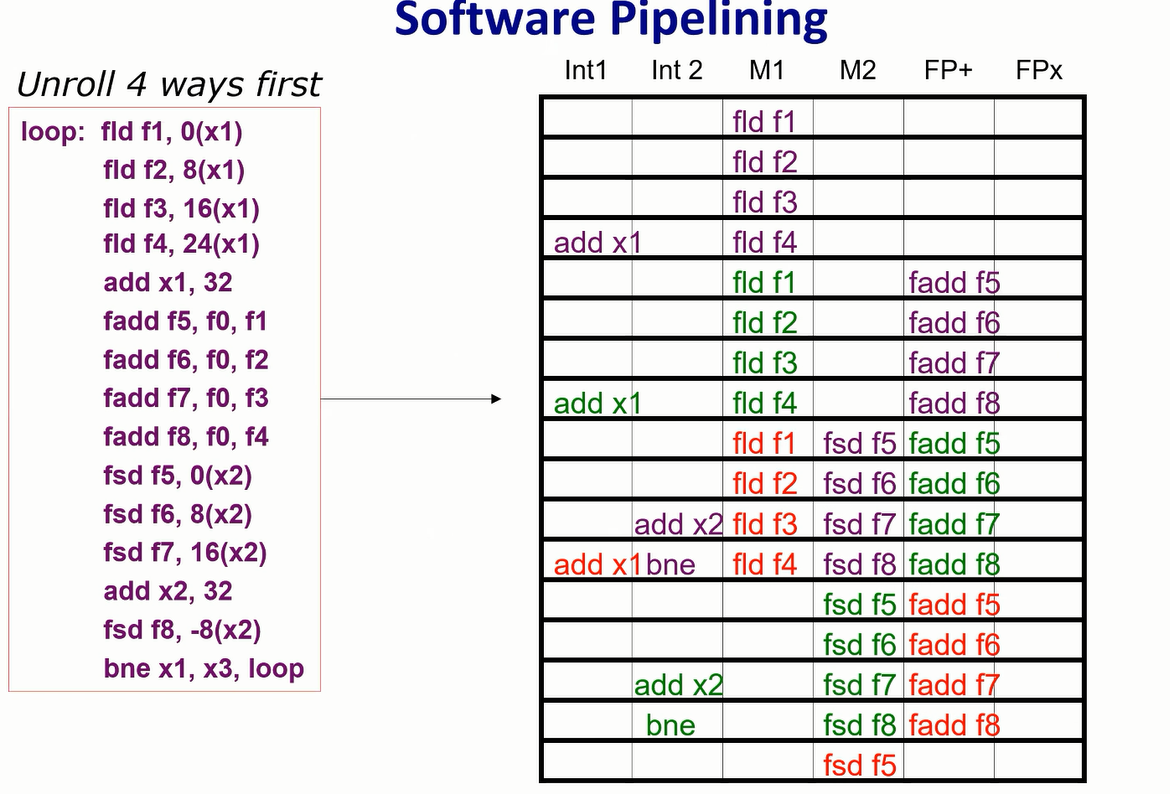 Software Pipelining
Unroll 4 ways first
loop: fld f1, 0(x1)
fld f2, 8(x1)
fld f3, 16(x1)
fld f4, 24(x1)
add x1, 32
fadd f5, f0, f1
fadd f6, f0, f2
fadd f7, f0, f3
fadd f8, f0, f4
fsd f5, 0(x2)
fsd f6, 8(x2)
fsd f7, 16(x2)
add x2, 32
fsd f8, -8(x2)
bne x1, x3, loop
Int1 Int 2 M1 M2 FP+ FPx
fld f1
fld f2
fld f3
add x1 fld f4
fld f1 fadd f5
fld f2 fadd f6
fld f3 fadd f7
add x1 fld f4 fadd f8
fld f1 fsd f5 fadd f5
fld f2 fsd f6 fadd f6
add x2 fld f3 fsd f7 fadd f7
add x1 bne fld f4 fsd f8 fadd f8
fsd f5 fadd f5
fsd f6 fadd f6
add x2 fsd f7 fadd f7
bne fsd f8 fadd f8
fsd f5